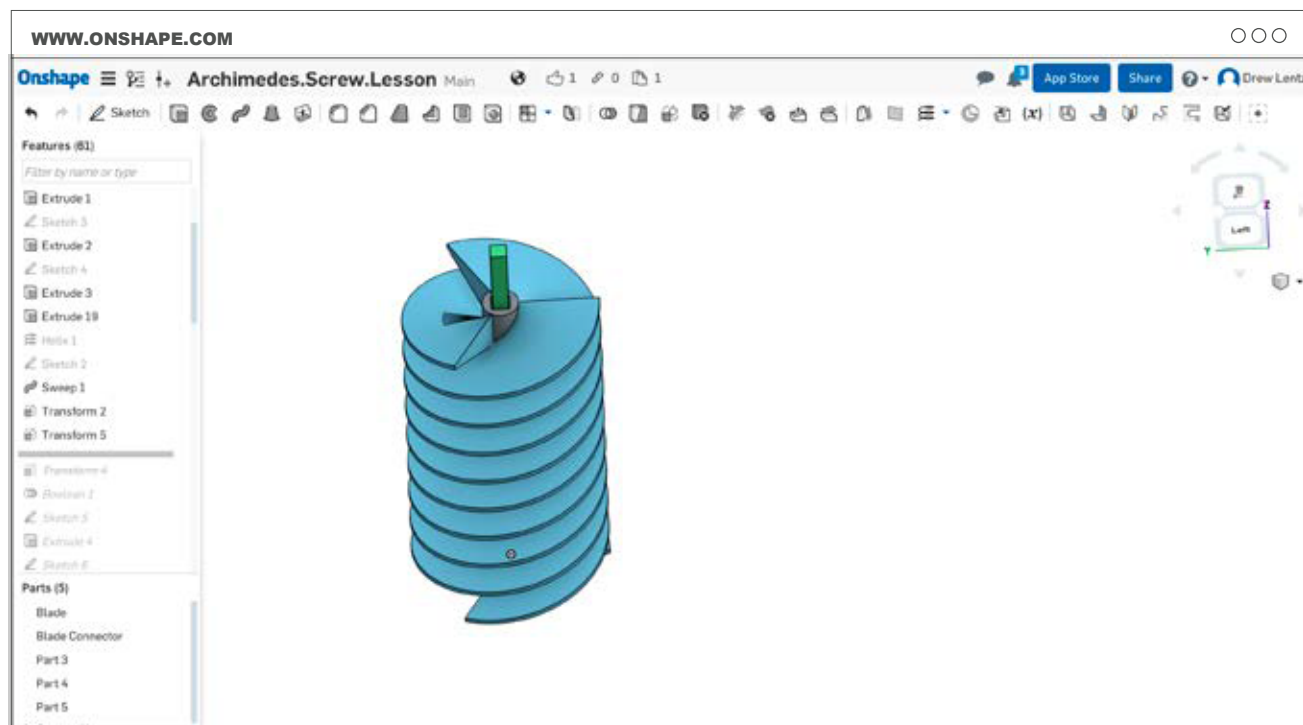 WWW.ONSHAPE.COM
Onshape Archimedes.Screw.Lesson Main 1 0 1 3 App Store Share Drew Lentz
Sketch (x)
Features (61)
Filter by name or type
Extrude 1
Sketch 3
Extrude 2
Sketch 4
Extrude 3
Extrude 19
Helix 1
Sketch 2
Sweep 1
Transform 2
Transform 5
Transform 4
Boolean 1
Sketch 5
Extrude 4
Sketch 6
Z
Left
Y
Parts (5)
Blade
Blade Connector
Part 3
Part 4
Part 5